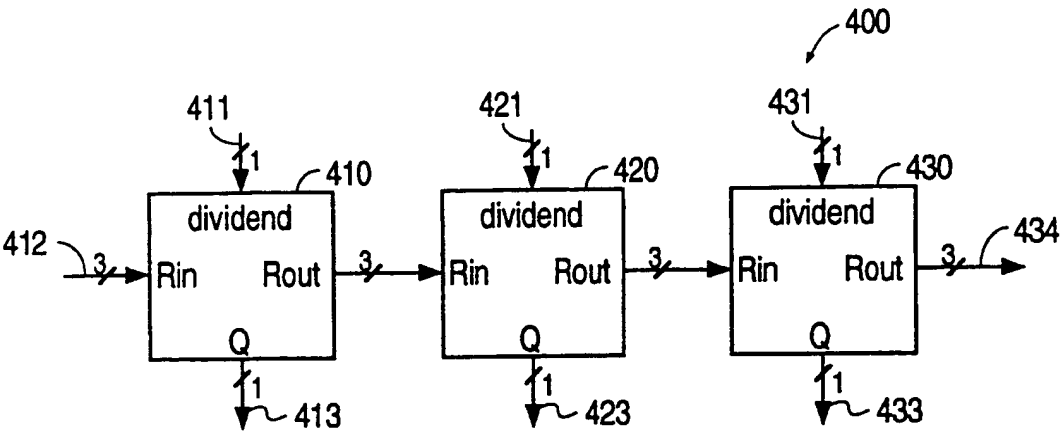 400
411 421 431
1 1 1
410 420 430
dividend dividend dividend
412 434
3 3 3 3
Rin Rout Rin Rout Rin Rout
Q Q Q
1 1 1
413 423 433